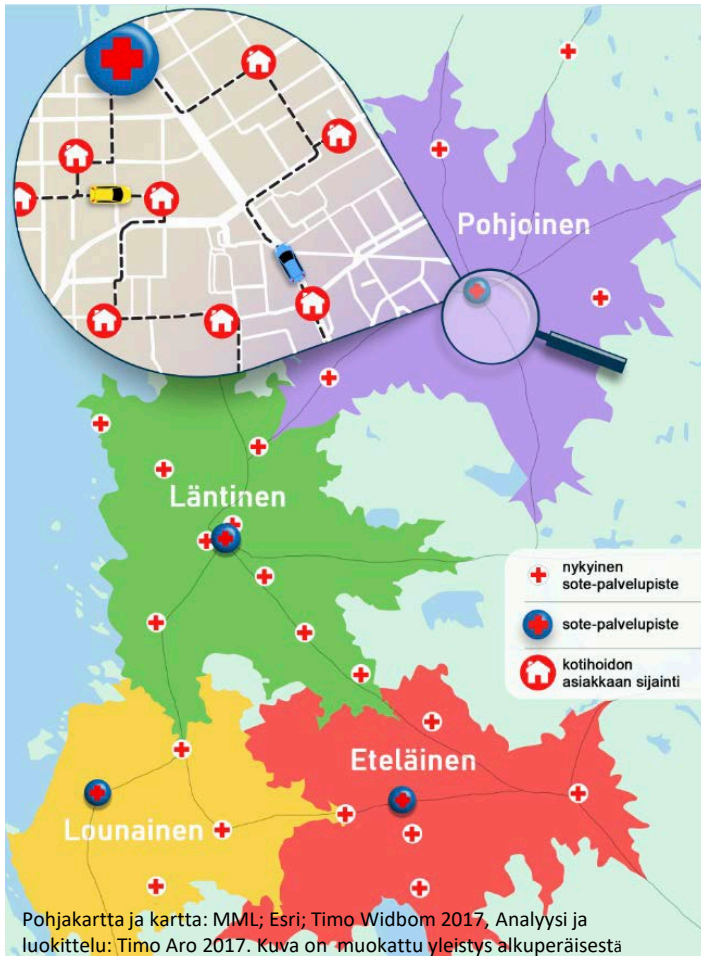 Pohjoinen
Läntinen
nykyinen
sote-palvelupiste
sote-palvelupiste
kotihoidon
asiakkaan sijainti
Eteläinen
Lounainen
Pohjakartta ja kartta: MML; Esri; Timo Widbom 2017, Analyysi ja
luokittelu: Timo Aro 2017. Kuva on muokattu yleistys alkuperäisestä